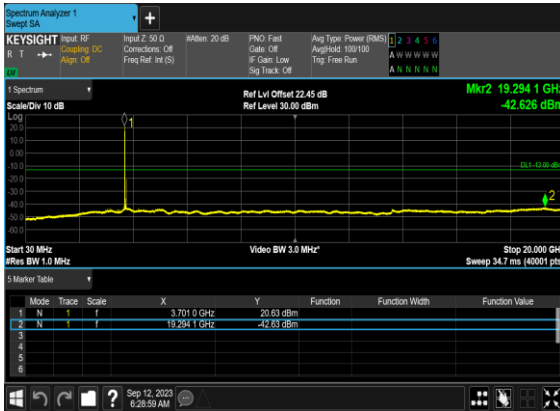 Spectrum Analyzer 1
Swept SA
+
KEYSIGHT Input: RF Input Z: 50 Ω #Atten: 20 dB PNO: Fast Avg Type: Power (RMS) 1 2 3 4 5 6
R T Coupling: DC Corrections: Off Gate: Off Avg|Hold: 100/100 A W W W W W
Align: Off Freq Ref: Int (S) IF Gain: Low Trig: Free Run
Sig Track: Off A N N N N N
1 Spectrum Ref Lvl Offset 22.45 dB Mkr2 19.294 1 GHz
Scale/Div 10 dB Ref Level 30.00 dBm -42.626 dBm
Log
20.0
10.0
0.00
-10.0
-20.0
-30.0
-40.0
-50.0
-60.0
1
DL1 -13.00 dBm
2
Start 30 MHz Video BW 3.0 MHz* Stop 20.000 GHz
#Res BW 1.0 MHz Sweep 34.7 ms (40001 pts)
5 Marker Table
Mode Trace Scale X Y Function Function Width Function Value
1 N 1 f 3.701 0 GHz 20.63 dBm
2 N 1 f 19.294 1 GHz -42.63 dBm
3
4
5
6
? Sep 12, 2023
6:28:59 AM